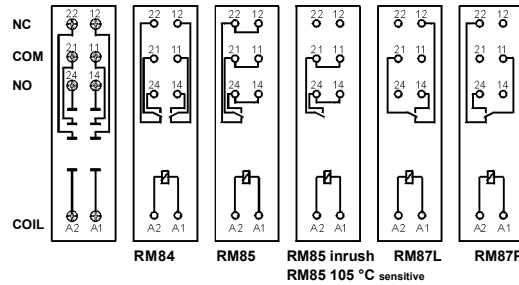 NC 22 12 22 12 22 12 22 12 22 12 22 12
COM 21 11 21 11 21 11 21 11 21 11 21 11
NO 24 14 24 14 24 14 24 14 24 14 24 14
COIL A2 A1 A2 A1 A2 A1 A2 A1 A2 A1 A2 A1
RM84 RM85 RM85 inrush RM87L RM87P
RM85 105 °C sensitive